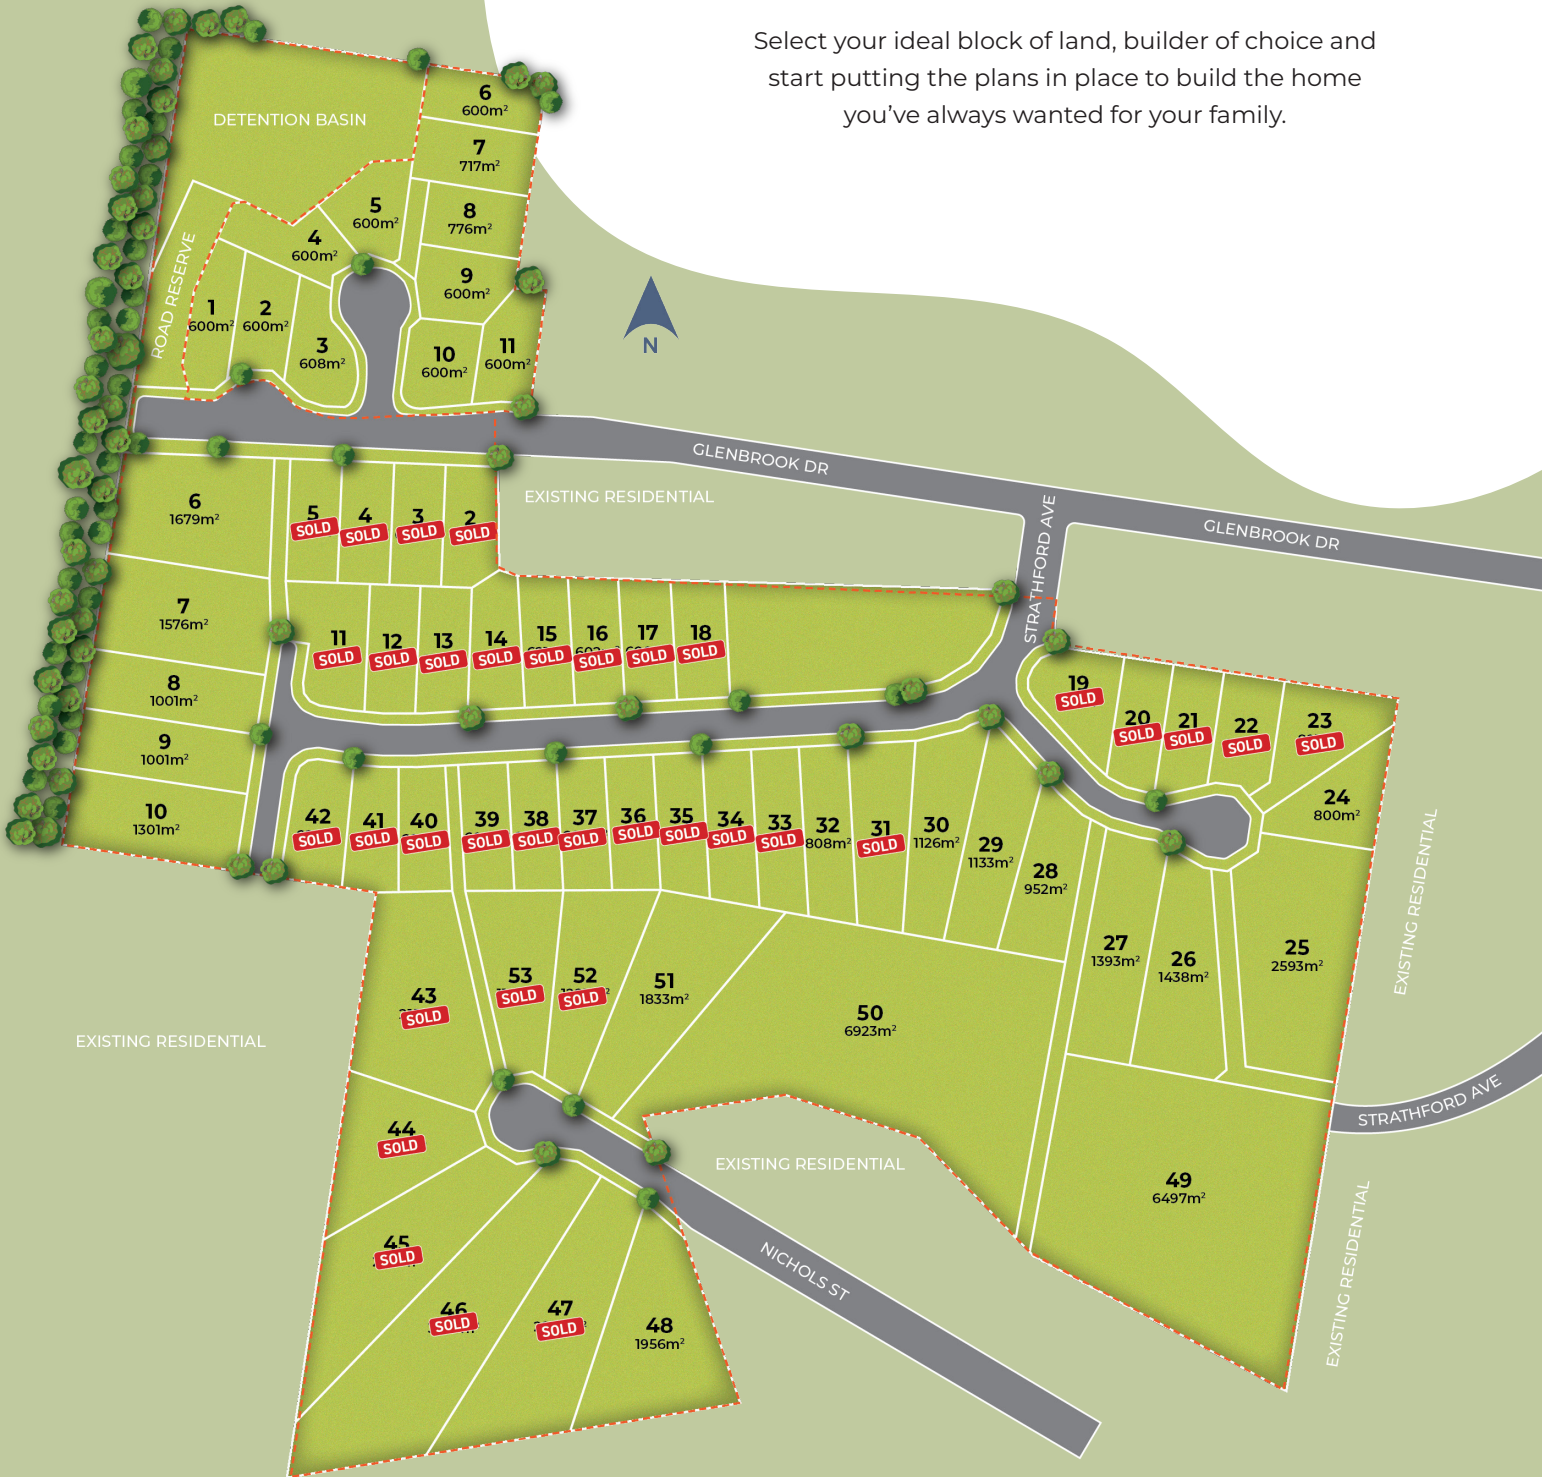 Select your ideal block of land, builder of choice and
start putting the plans in place to build the home
you've always wanted for your family.
DETENTION BASIN
6
600m²
7
717m²
5
600m²
8
776m²
4
600m²
9
600m²
ROAD RESERVE
1
600m²
2
600m²
3
608m²
10
600m²
11
600m²
N
GLENBROOK DR
GLENBROOK DR
STRATHFORD AVE
EXISTING RESIDENTIAL
6
1679m²
5
SOLD
4
SOLD
3
SOLD
2
SOLD
7
1576m²
11
SOLD
12
SOLD
13
SOLD
14
SOLD
15
SOLD
16
SOLD
17
SOLD
18
SOLD
8
1001m²
9
1001m²
10
1301m²
19
SOLD
20
SOLD
21
SOLD
22
SOLD
23
SOLD
24
800m²
42
SOLD
41
SOLD
40
SOLD
39
SOLD
38
SOLD
37
SOLD
36
SOLD
35
SOLD
34
SOLD
33
SOLD
32
808m²
31
SOLD
30
1126m²
29
1133m²
28
952m²
27
1393m²
26
1438m²
25
2593m²
EXISTING RESIDENTIAL
43
SOLD
53
SOLD
52
SOLD
51
1833m²
50
6923m²
EXISTING RESIDENTIAL
44
SOLD
EXISTING RESIDENTIAL
STRATHFORD AVE
49
6497m²
45
SOLD
46
SOLD
47
SOLD
48
1956m²
NICHOLS ST
EXISTING RESIDENTIAL